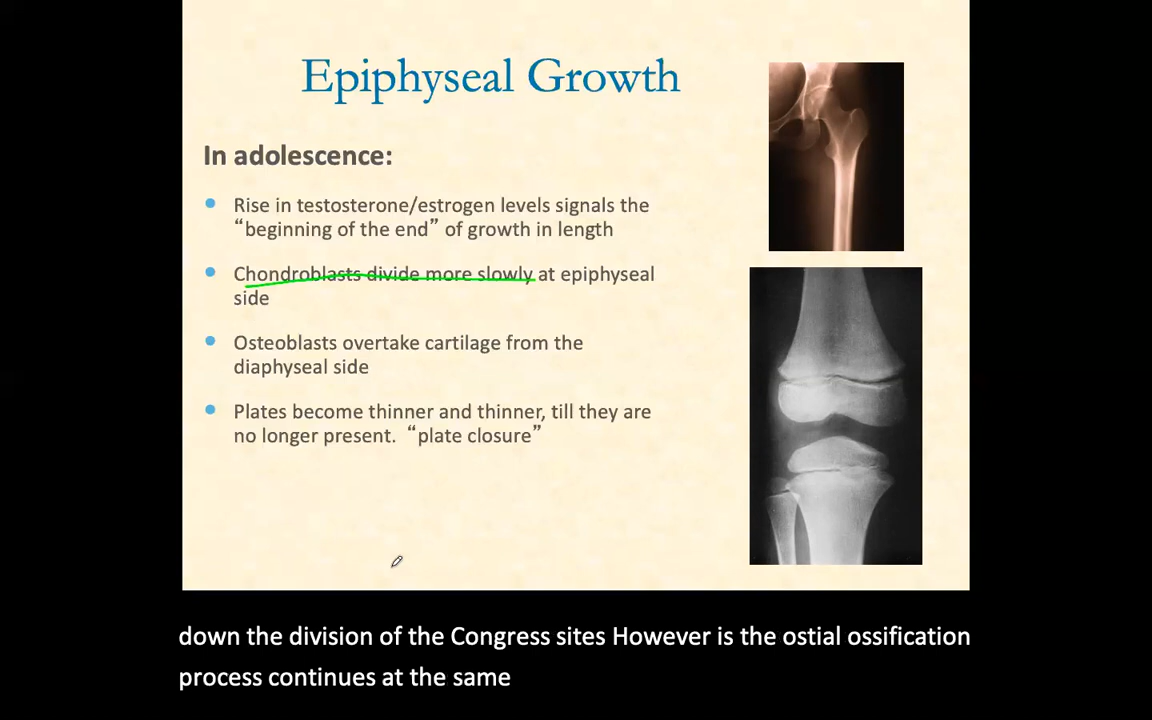 Epiphyseal Growth
In adolescence:
Rise in testosterone/estrogen levels signals the
“beginning of the end” of growth in length
Chondroblasts divide more slowly at epiphyseal
side
Osteoblasts overtake cartilage from the
diaphyseal side
Plates become thinner and thinner, till they are
no longer present. “plate closure”
down the division of the Congress sites However is the ostial ossification
process continues at the same